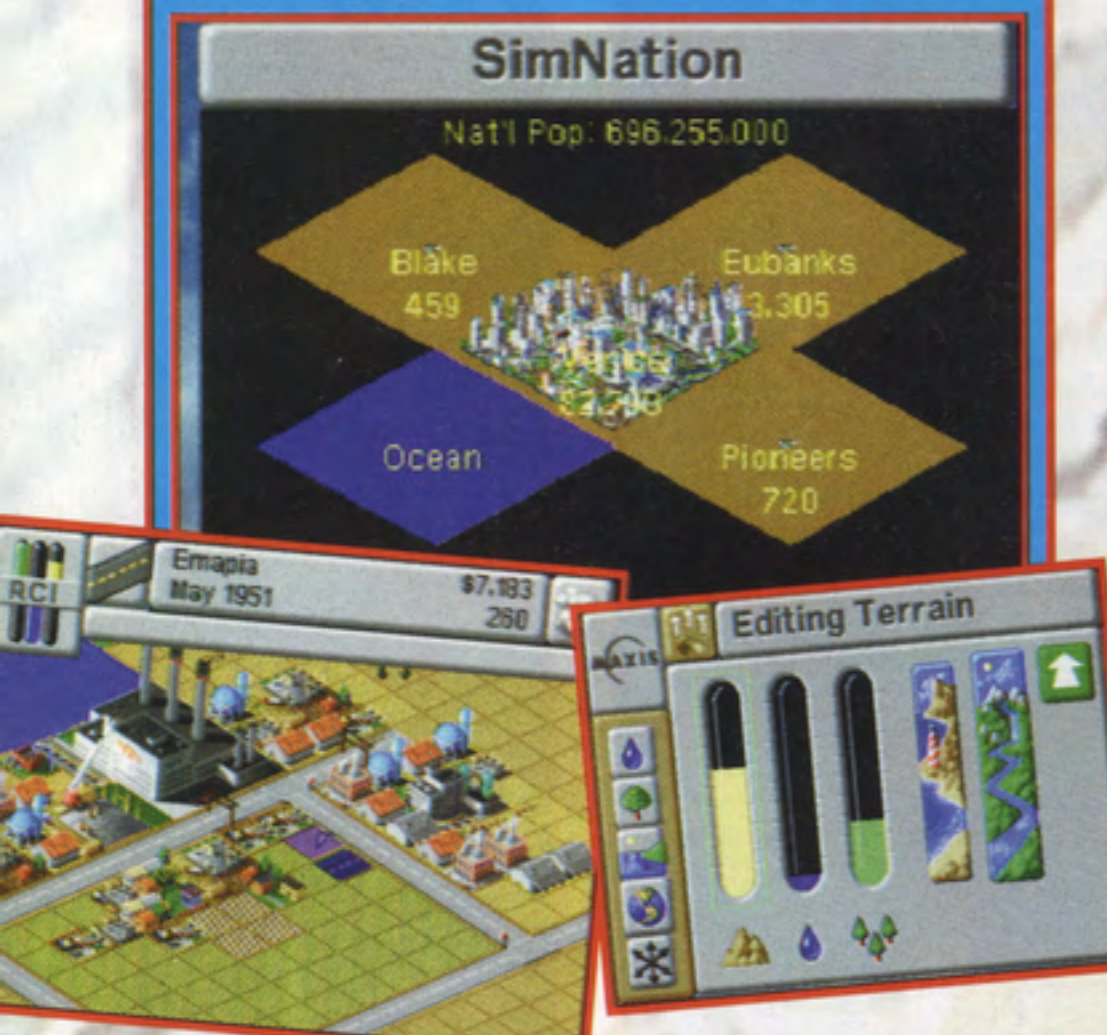 SimNation
Nat'l Pop: 696.255.000
Blake
459
Eubanks
3.305
Ocean
Pioneers
720
RCI
Emapia
May 1951
$7.183
260
MAXIS
Editing Terrain